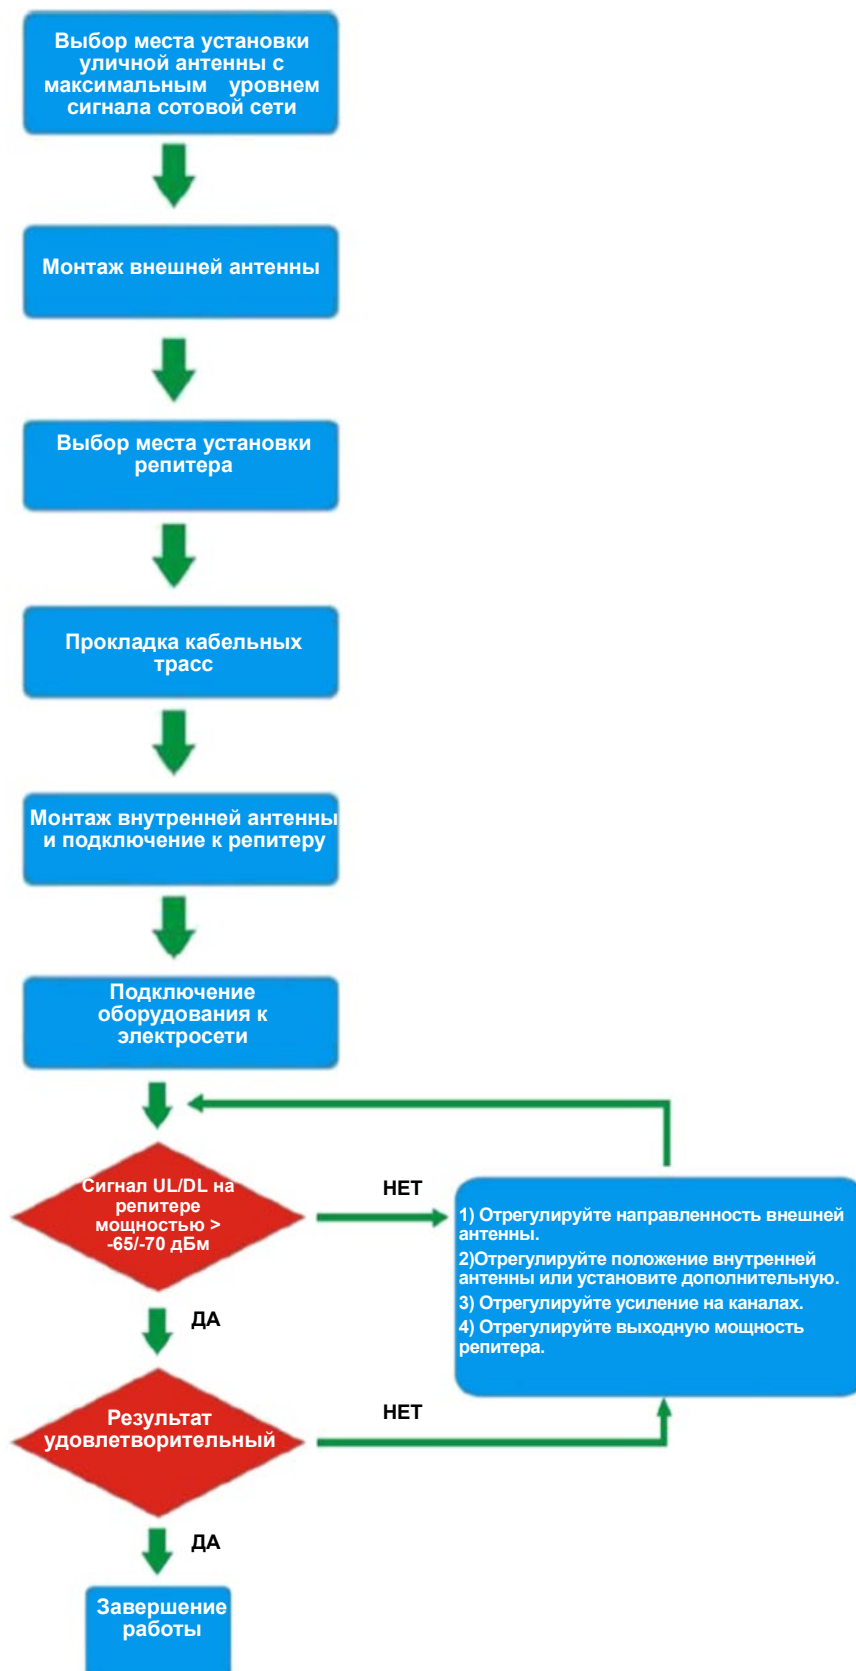 Выбор места установки
уличной антенны с
максимальным уровнем
сигнала сотовой сети
Монтаж внешней антенны
Выбор места установки
репитера
Прокладка кабельных
трасс
Монтаж внутренней антенны
и подключение к репитеру
Подключение
оборудования к
электросети
Сигнал UL/DL на
репитере
мощностью >
-65/-70 дБм
НЕТ
1) Отрегулируйте направленность внешней
антенны.
2)Отрегулируйте положение внутренней
антенны или установите дополнительную.
3) Отрегулируйте усиление на каналах.
4) Отрегулируйте выходную мощность
репитера.
ДА
Результат
удовлетворительный
НЕТ
ДА
Завершение
работы